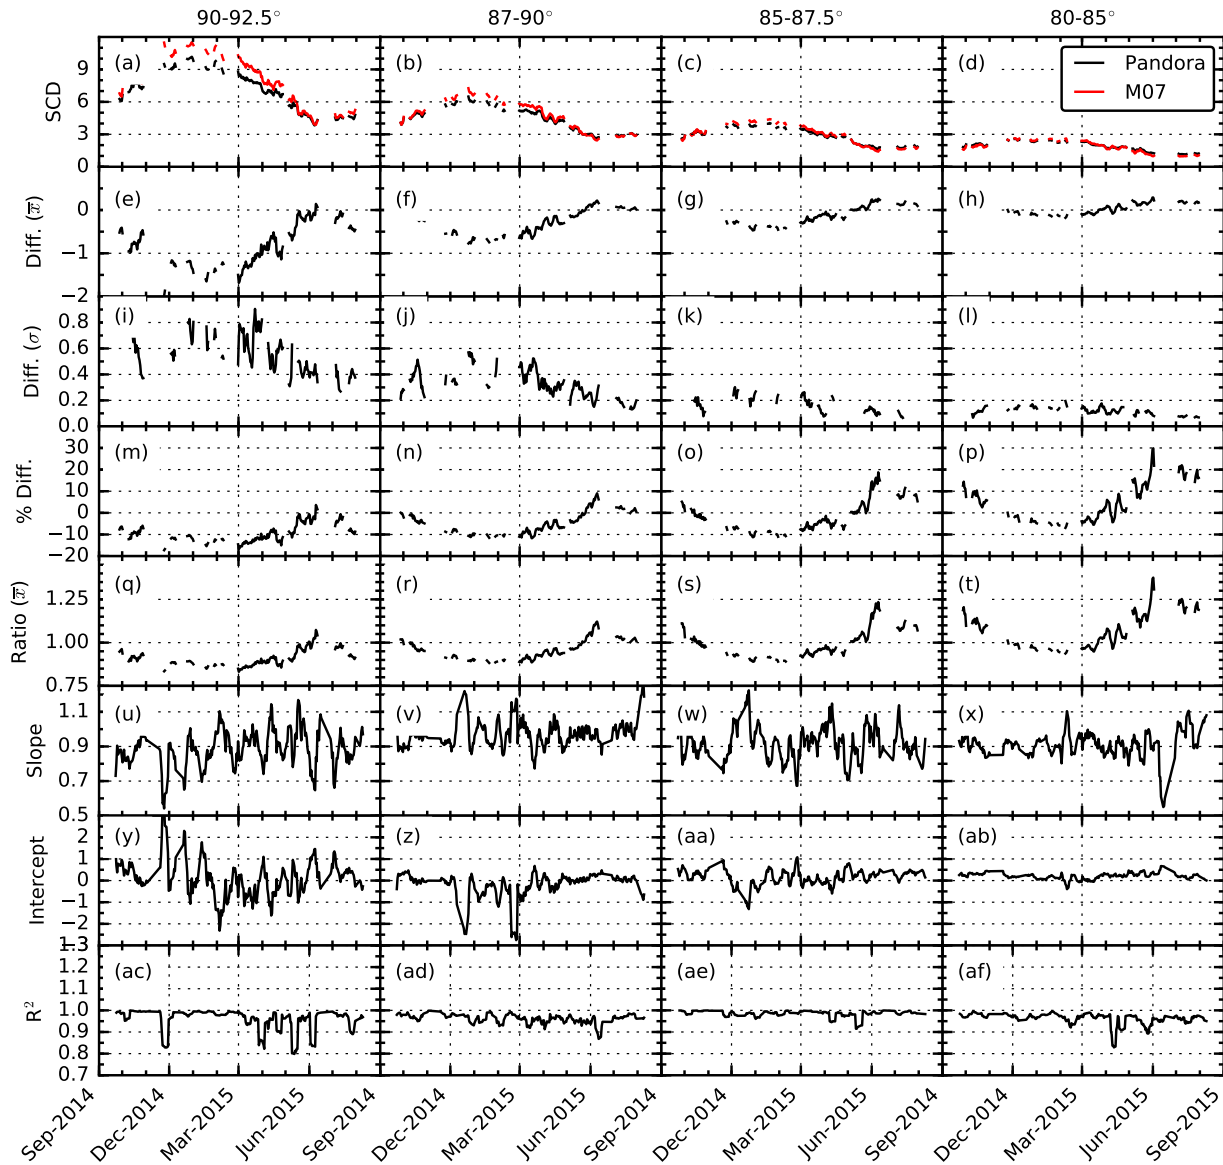 90-92.5° 87-90° 85-87.5° 80-85°
SCD
9
6
3
0
(a) (b) (c) (d)
Pandora
M07
Diff. (x̅)
0
−1
−2
(e) (f) (g) (h)
Diff. (σ)
0.8
0.6
0.4
0.2
0.0
(i) (j) (k) (l)
% Diff.
30
20
10
0
−10
−20
(m) (n) (o) (p)
Ratio (x̅)
1.25
1.00
0.75
(q) (r) (s) (t)
Slope
1.1
0.9
0.7
0.5
(u) (v) (w) (x)
Intercept
2
1
0
−1
−2
(y) (z) (aa) (ab)
R²
1.3
1.2
1.1
1.0
0.9
0.8
0.7
(ac) (ad) (ae) (af)
Sep-2014 Dec-2014 Mar-2015 Jun-2015 Sep-2014 Dec-2014 Mar-2015 Jun-2015 Sep-2014 Dec-2014 Mar-2015 Jun-2015 Sep-2014 Dec-2014 Mar-2015 Jun-2015 Sep-2015